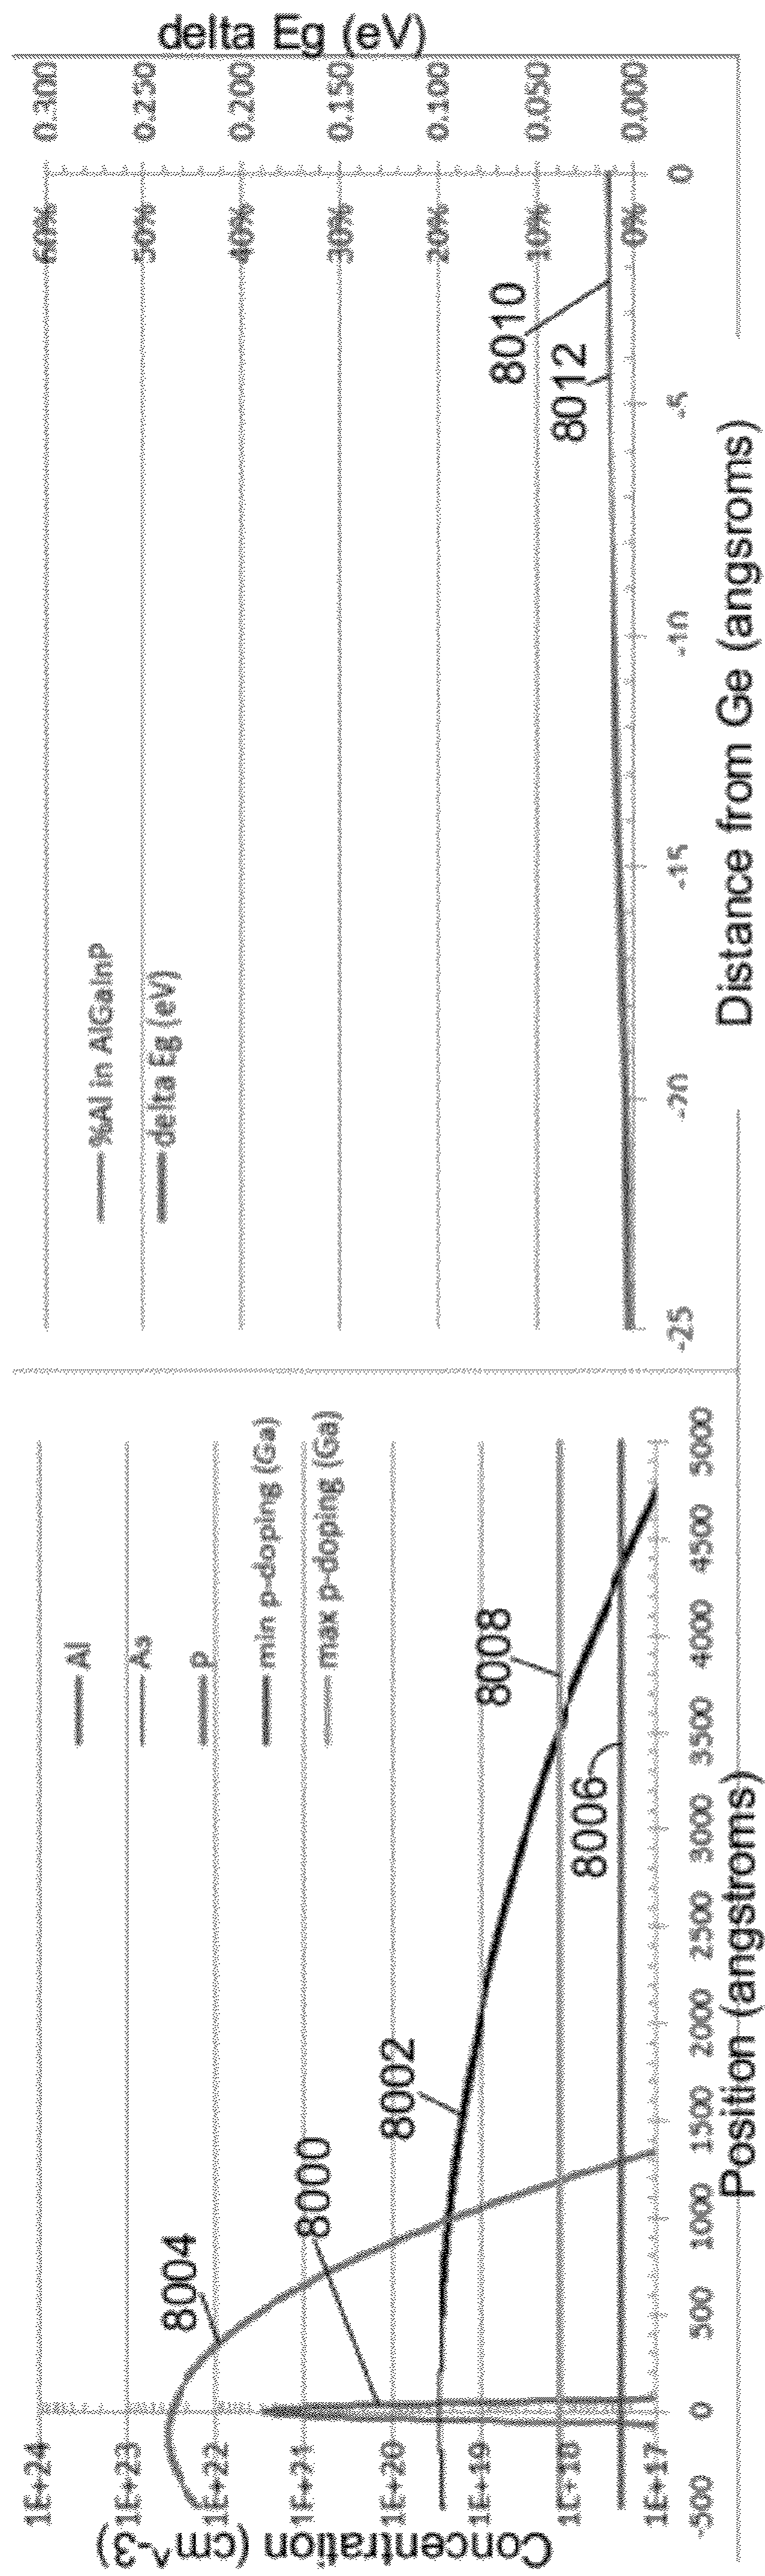 Concentration (cm^-3)
1E+24
1E+23
1E+22
1E+21
1E+20
1E+19
1E+18
1E+17
-500
0
500
1000
1500
2000
2500
3000
3500
4000
4500
5000
Position (angstroms)
8004
8000
8002
8006
8008
Al
As
P
min p-doping (Ga)
max p-doping (Ga)
%Al in AlGaInP
delta Eg (eV)
8010
8012
60%
50%
40%
30%
20%
10%
0%
0.300
0.250
0.200
0.150
0.100
0.050
0.000
delta Eg (eV)
-25
-20
-15
-10
-5
0
Distance from Ge (angsroms)